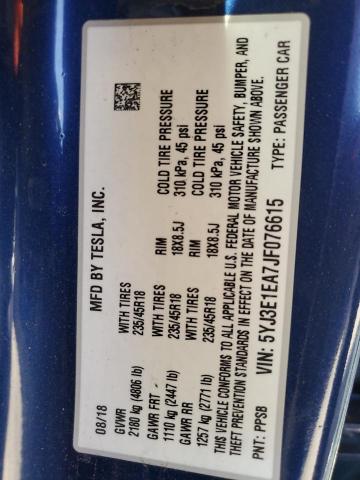 MFD BY TESLA, INC.
08/18
GVWR
2180 kg (4806 lb)
GAWR FRT - WITH TIRES RIM COLD TIRE PRESSURE
1110 kg (2447 lb) 235/45R18 18X8.5J 310 kPa, 45 psi
GAWR RR WITH TIRES RIM COLD TIRE PRESSURE
1257 kg (2771 lb) 235/45R18 18X8.5J 310 kPa, 45 psi
THIS VEHICLE CONFORMS TO ALL APPLICABLE U.S. FEDERAL MOTOR VEHICLE SAFETY, BUMPER, AND
THEFT PREVENTION STANDARDS IN EFFECT ON THE DATE OF MANUFACTURE SHOWN ABOVE.
VIN: 5YJ3E1EA7JF076615
PNT: PPSB TYPE: PASSENGER CAR